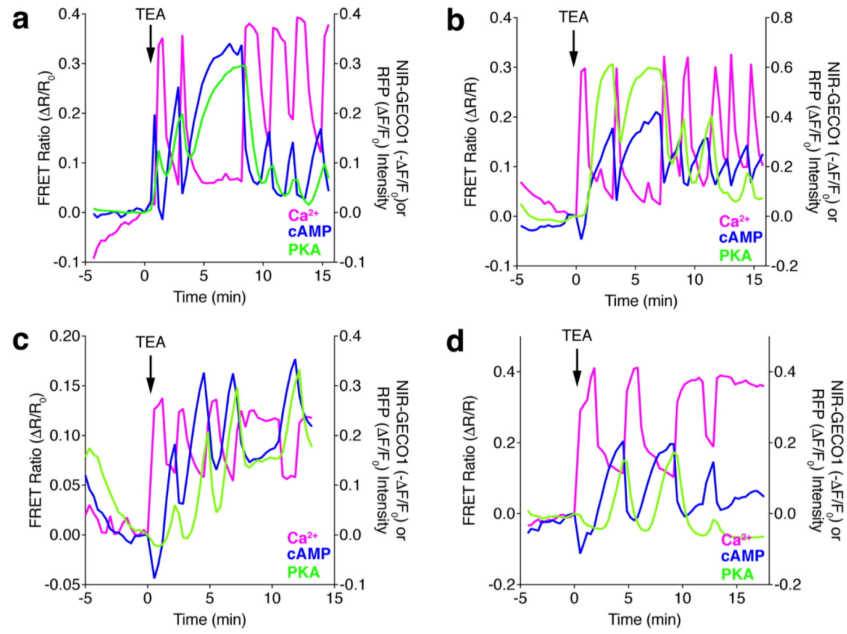 a
TEA
FRET Ratio (ΔR/R₀)
0.4
0.3
0.2
0.1
0.0
-0.1
0.4
0.3
0.2
0.1
0.0
-0.1
NIR-GECO1 (-ΔF/F₀)or
RFP (ΔF/F₀) Intensity
Ca²⁺
cAMP
PKA
-5 0 5 10 15
Time (min)
b
TEA
FRET Ratio (ΔR/R)
0.4
0.3
0.2
0.1
0.0
-0.1
0.8
0.6
0.4
0.2
0.0
-0.2
NIR-GECO1 (-ΔF/F₀) or
RFP (ΔF/F₀) Intensity
Ca²⁺
cAMP
PKA
-5 0 5 10 15
Time (min)
c
TEA
FRET Ratio (ΔR/R₀)
0.20
0.15
0.10
0.05
0.00
-0.05
0.4
0.3
0.2
0.1
0.0
-0.1
NIR-GECO1 (-ΔF/F₀) or
RFP (ΔF/F₀) Intensity
Ca²⁺
cAMP
PKA
-5 0 5 10 15
Time (min)
d
TEA
FRET Ratio (ΔR/R)
0.4
0.2
0.0
-0.2
0.4
0.2
0.0
-0.2
NIR-GECO1 (-ΔF/F₀) or
RFP (ΔF/F₀) Intensity
Ca²⁺
cAMP
PKA
-5 0 5 10 15
Time (min)